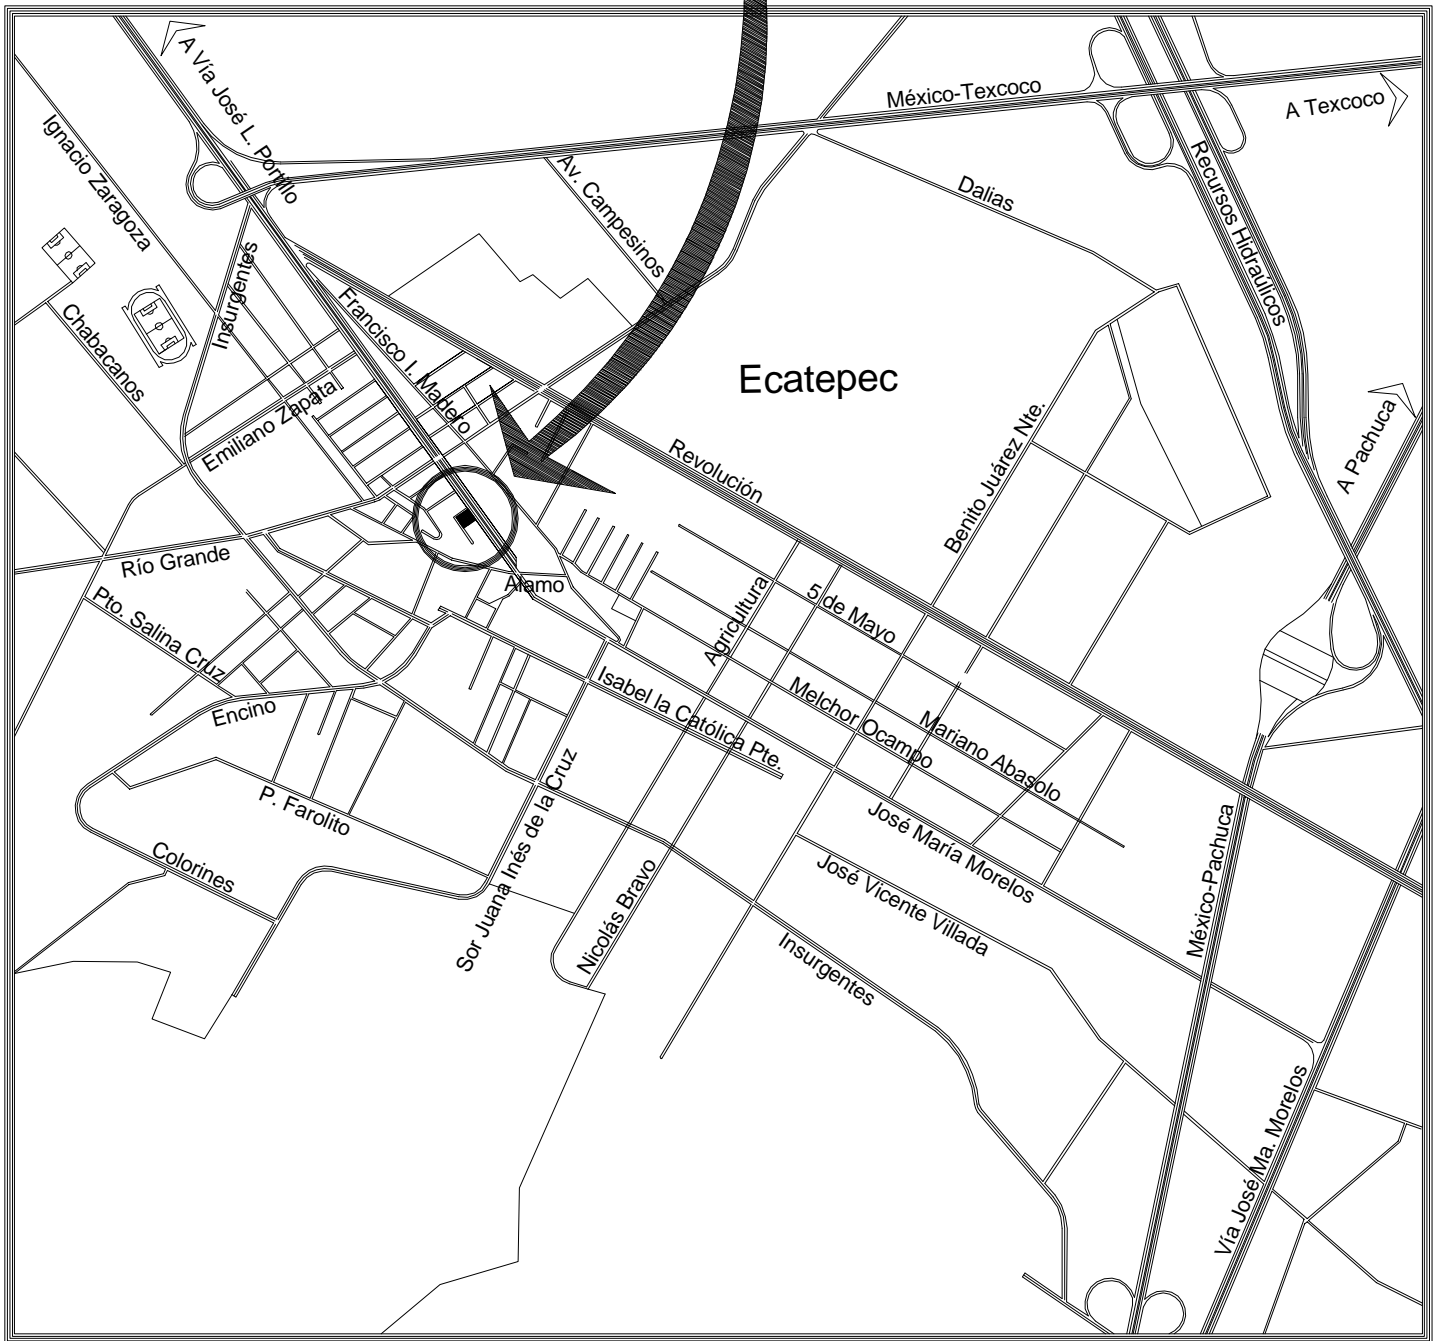 A Vía José L. Portillo
México-Texcoco
A Texcoco
Ignacio Zaragoza
Av. Campesinos
Dalias
Recursos Hidraúlicos
Insurgentes
Chabacanos
Francisco I. Madero
Emiliano Zapata
Ecatepec
A Pachuca
Revolución
Benito Juárez Nte.
Río Grande
Álamo
Pto. Salina Cruz
Agricultura
5 de Mayo
Isabel la Católica Pte.
Melchor Ocampo
Mariano Abasolo
Encino
P. Farolito
Colorines
Sor Juana Inés de la Cruz
Nicolás Bravo
José María Morelos
José Vicente Villada
Insurgentes
México-Pachuca
Vía José Ma. Morelos